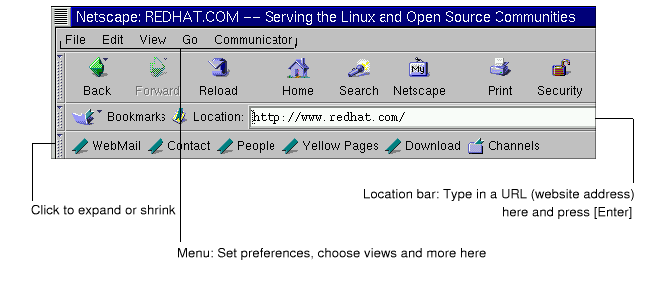 Netscape: REDHAT.COM -- Serving the Linux and Open Source Communities
File Edit View Go Communicator
Back Forward Reload Home Search Netscape Print Security
My
Bookmarks Location: http://www.redhat.com/
WebMail Contact People Yellow Pages Download Channels
Click to expand or shrink
Location bar: Type in a URL (website address)
here and press [Enter]
Menu: Set preferences, choose views and more here